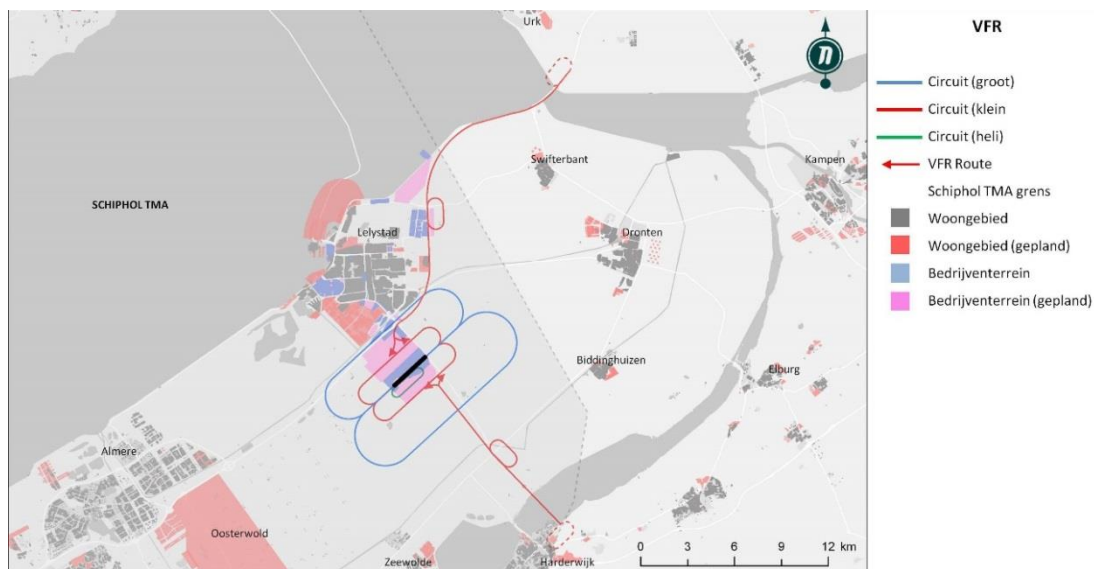 Urk
Swifterbant
Kampen
SCHIPHOL TMA
Lelystad
Dronten
Biddinghuizen
Elburg
Almere
Oosterwold
Zeewolde
Harderwijk
0 3 6 9 12 km
VFR
Circuit (groot)
Circuit (klein
Circuit (heli)
VFR Route
Schiphol TMA grens
Woongebied
Woongebied (gepland)
Bedrijventerrein
Bedrijventerrein (gepland)